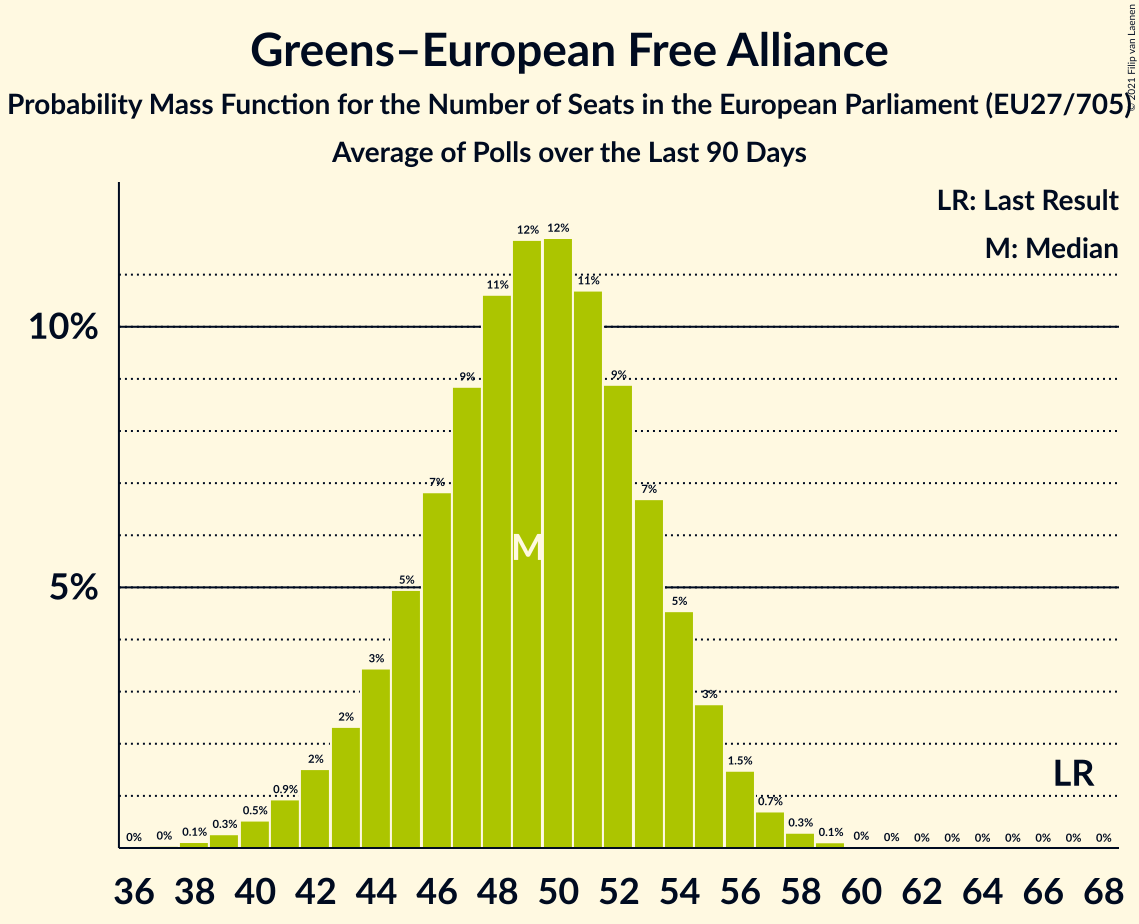 © 2021 Filip van Laenen
Greens–European Free Alliance
Probability Mass Function for the Number of Seats in the European Parliament (EU27/705)
Average of Polls over the Last 90 Days
LR: Last Result
M: Median
10%
5%
0% 0% 0.1% 0.3% 0.5% 0.9% 2% 2% 3% 5% 7% 9% 11% 12% 12% 11% 9% 7% 5% 3% 1.5% 0.7% 0.3% 0.1% 0% 0% 0% 0% 0% 0% 0% 0% 0%
M
LR
36 38 40 42 44 46 48 50 52 54 56 58 60 62 64 66 68